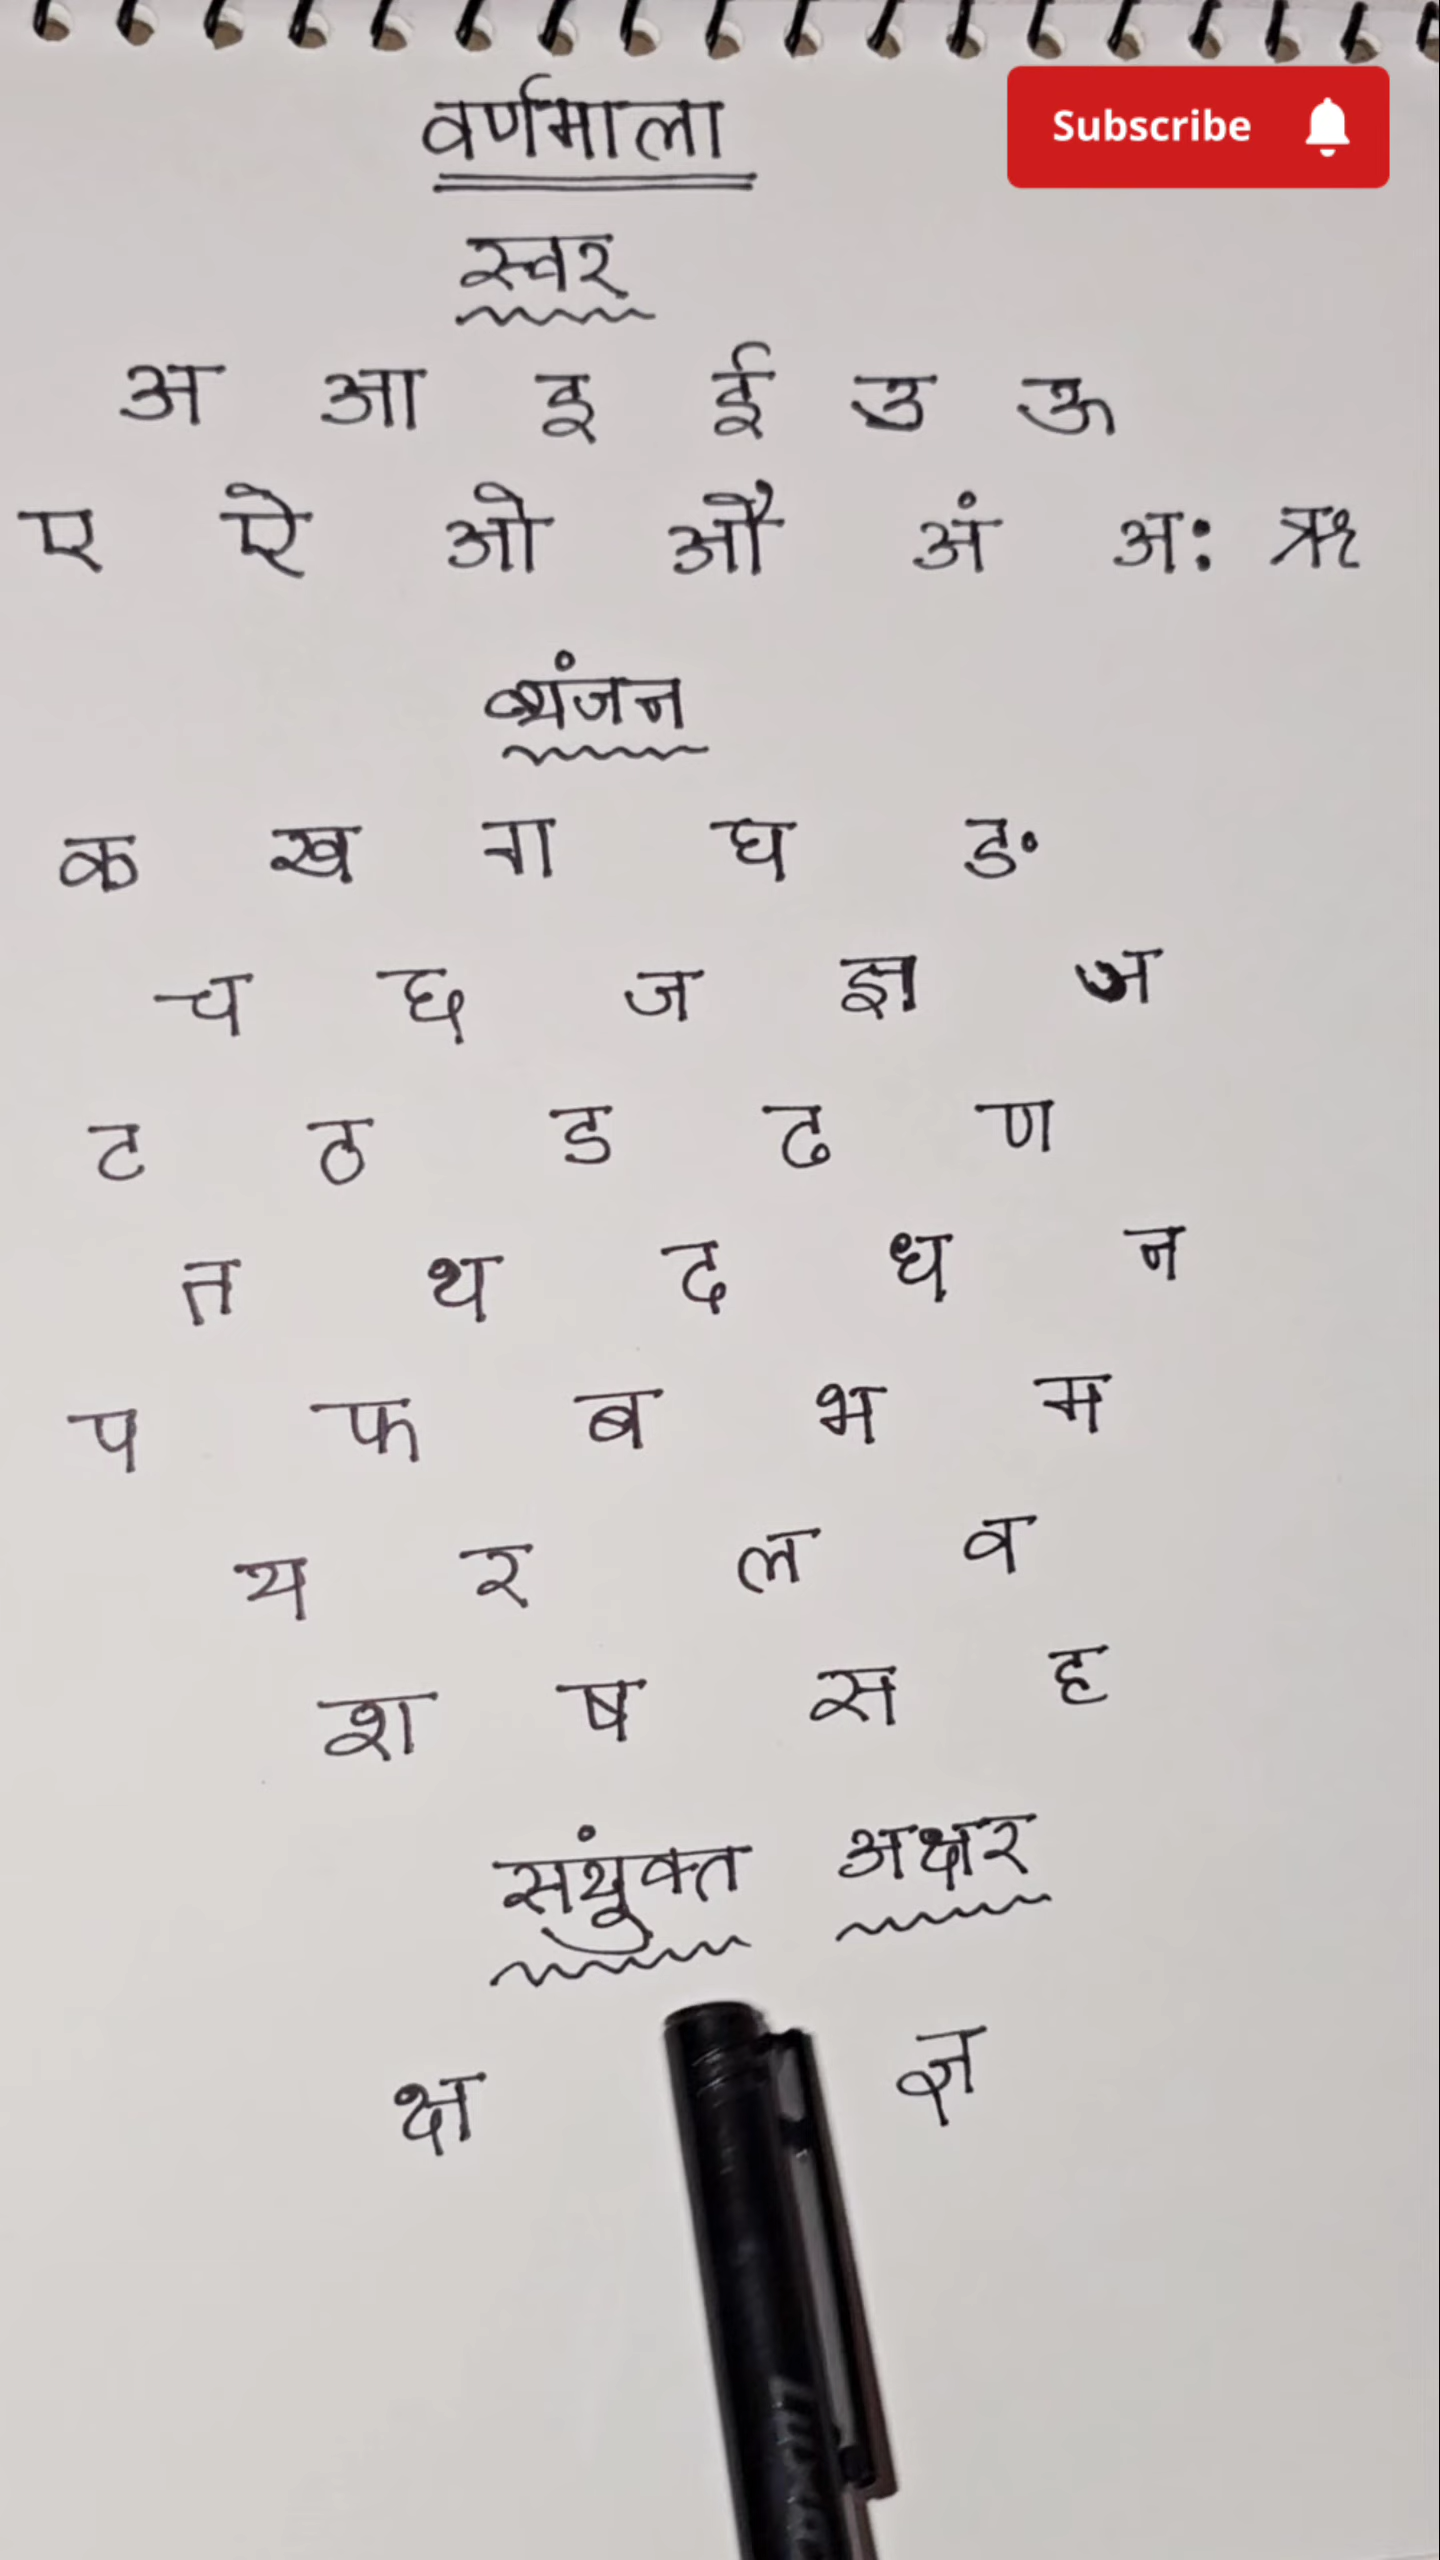 वर्णमाला
Subscribe
स्वर
अ आ इ ई उ ऊ
ए ऐ ओ औ अं अः ऋ
व्यंजन
क ख ग घ ङ
च छ ज झ ञ
ट ठ ड ढ ण
त थ द ध न
प फ ब भ म
य र ल व
श ष स ह
संयुक्त अक्षर
क्ष ज्ञ